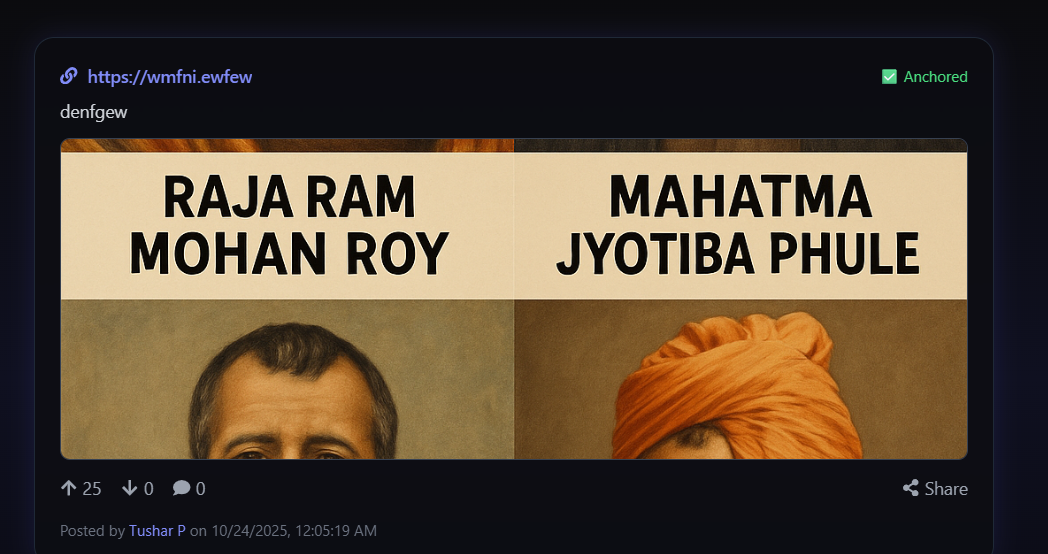 https://wmfni.ewfew
✅ Anchored
denfgew
RAJA RAM
MOHAN ROY
MAHATMA
JYOTIBA PHULE
25 0 0
Share
Posted by Tushar P on 10/24/2025, 12:05:19 AM